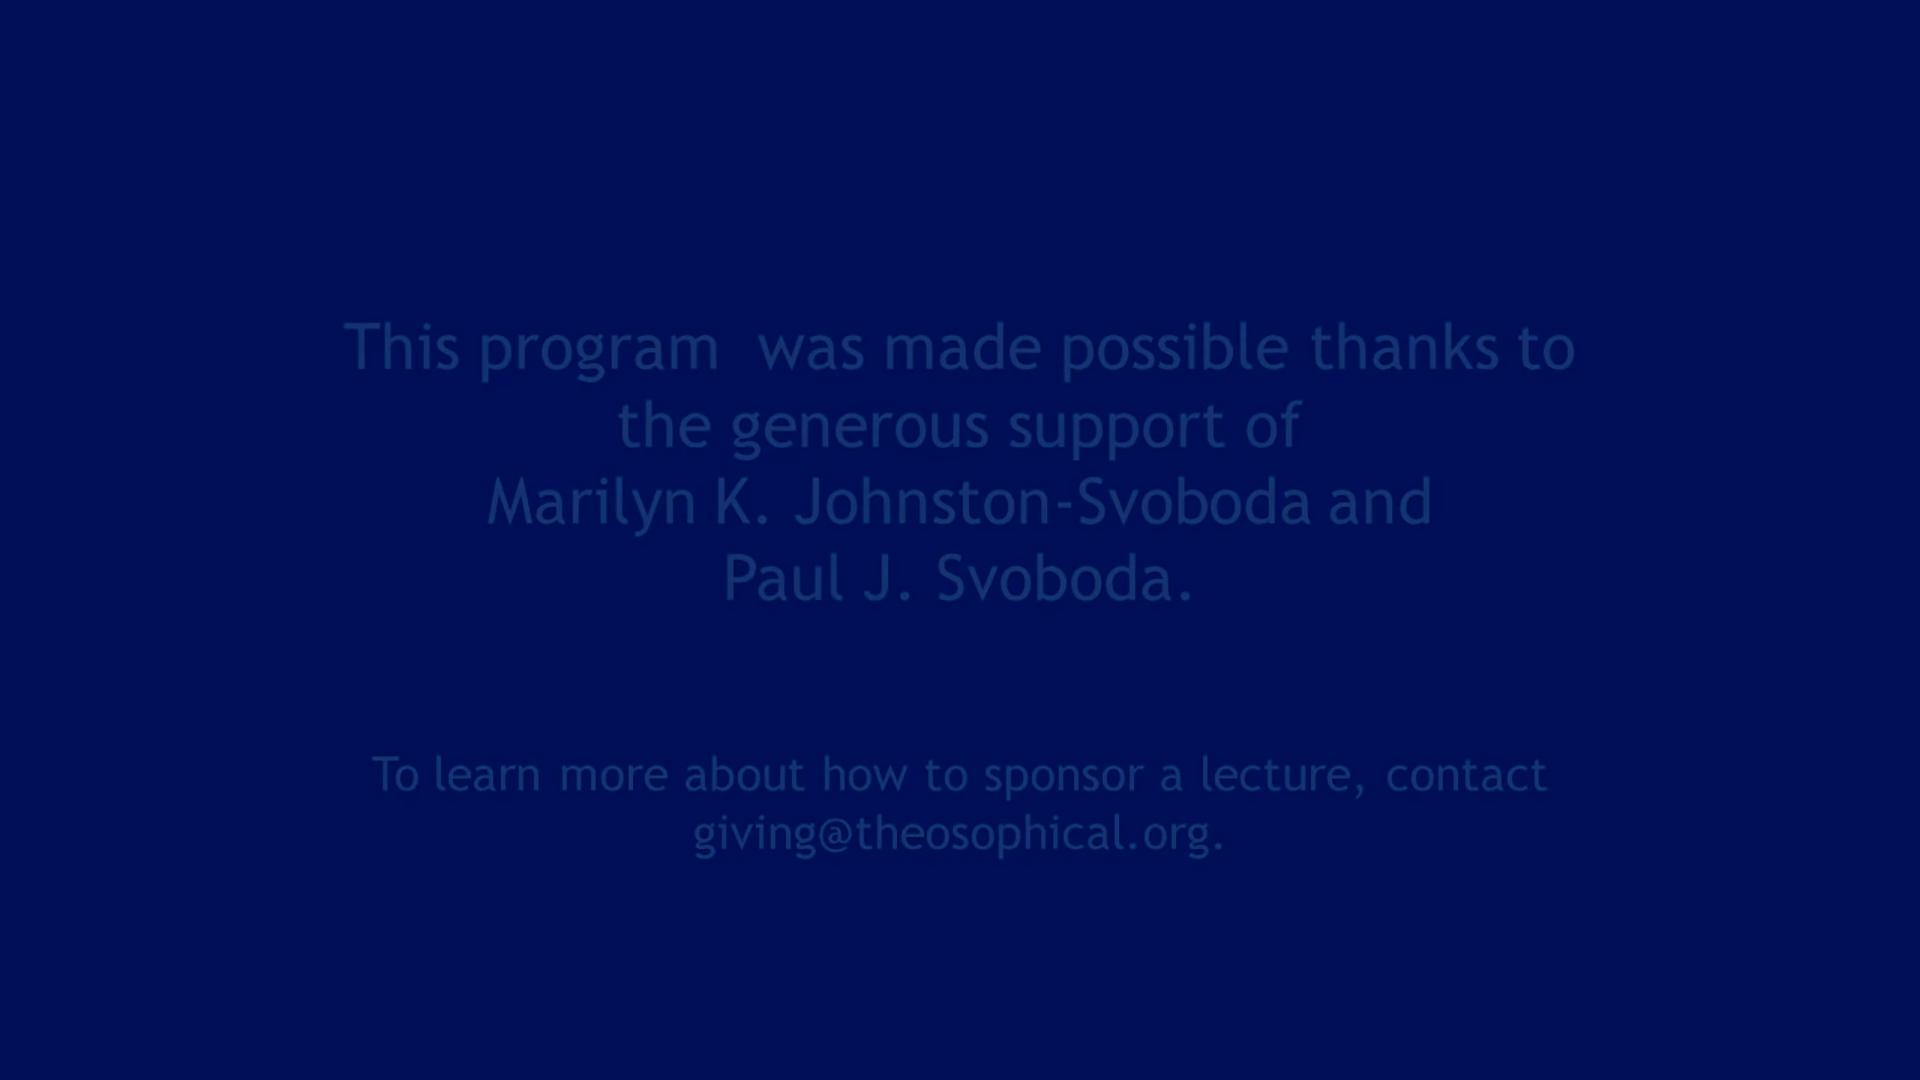 This program  was made possible thanks to
the generous support of
Marilyn K. Johnston-Svoboda and
Paul J. Svoboda.
To learn more about how to sponsor a lecture, contact
giving@theosophical.org.